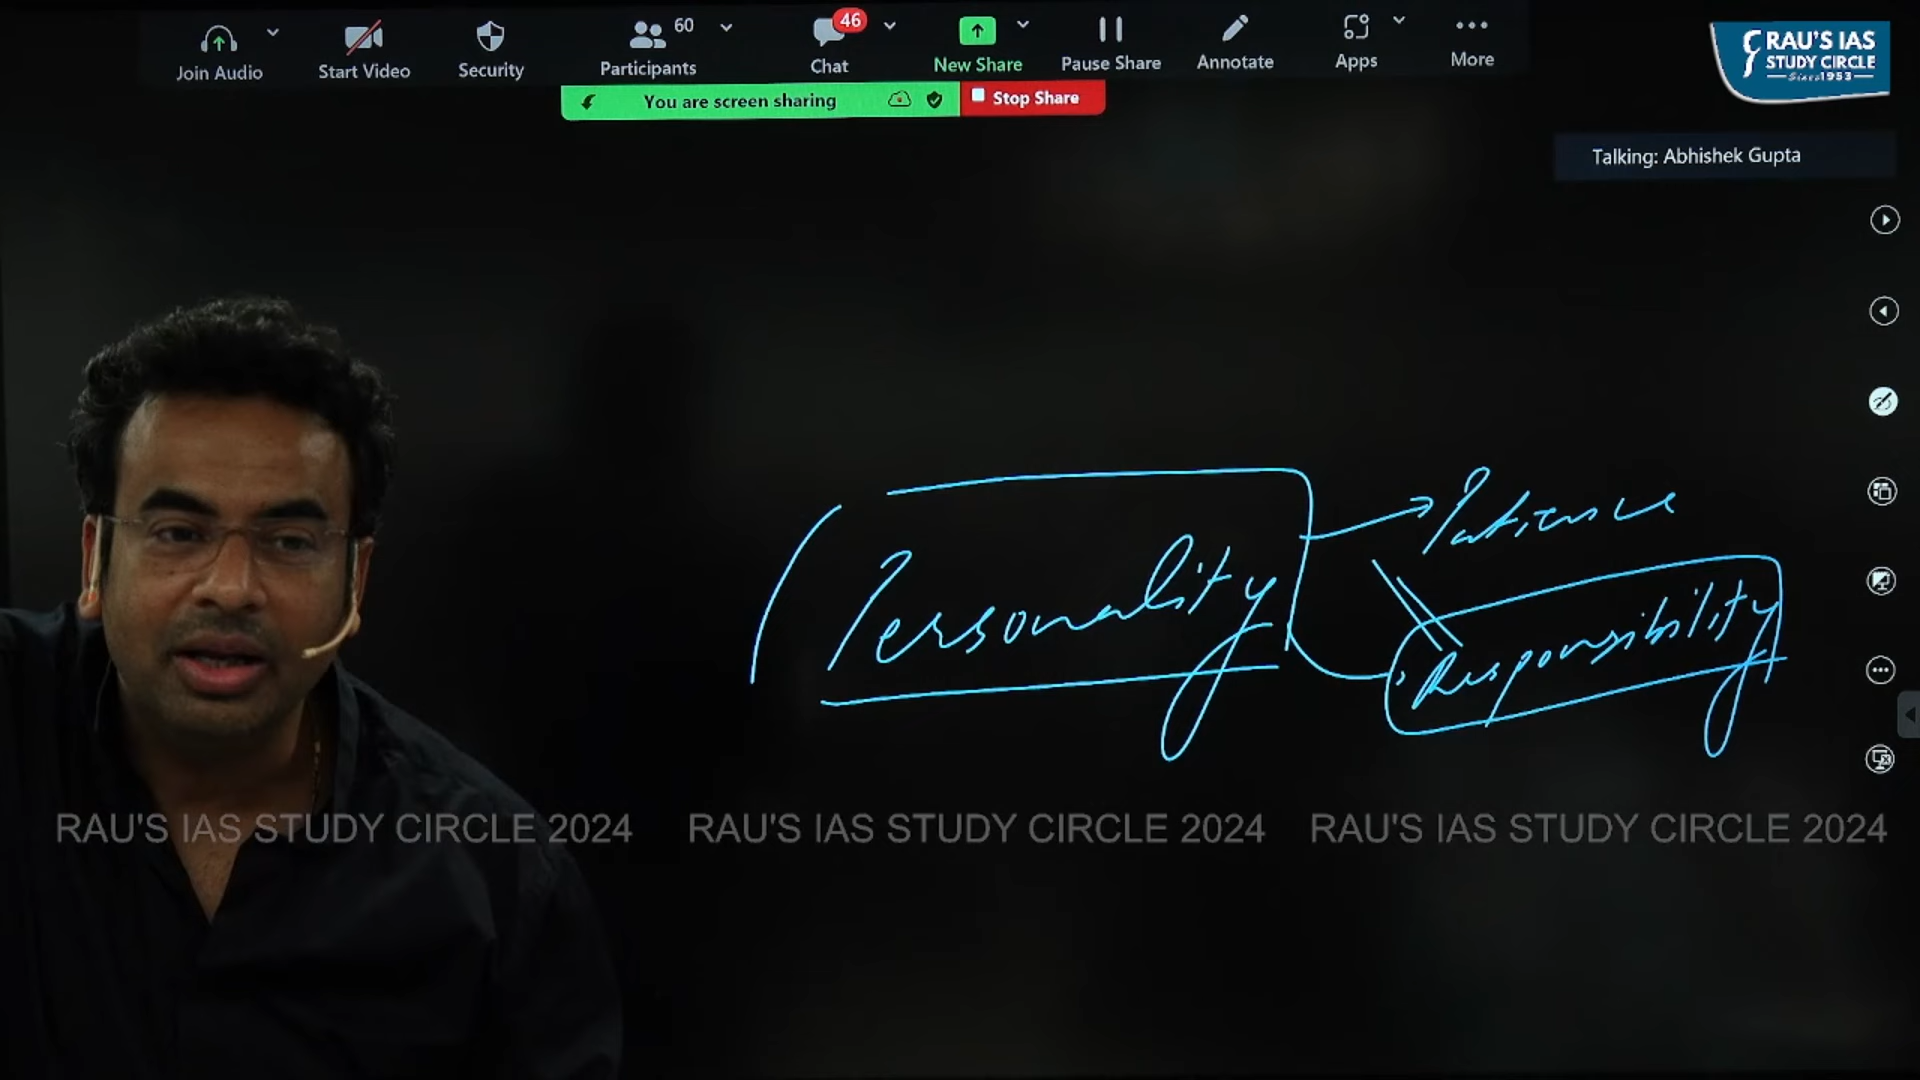 60
46
Join Audio
Start Video
Security
Participants
Chat
New Share
Pause Share
Annotate
Apps
More
You are screen sharing
Stop Share
RAU'S IAS
STUDY CIRCLE
Since 1953
Talking: Abhishek Gupta
Patience
Personality
Responsibility
RAU'S IAS STUDY CIRCLE 2024 RAU'S IAS STUDY CIRCLE 2024 RAU'S IAS STUDY CIRCLE 2024